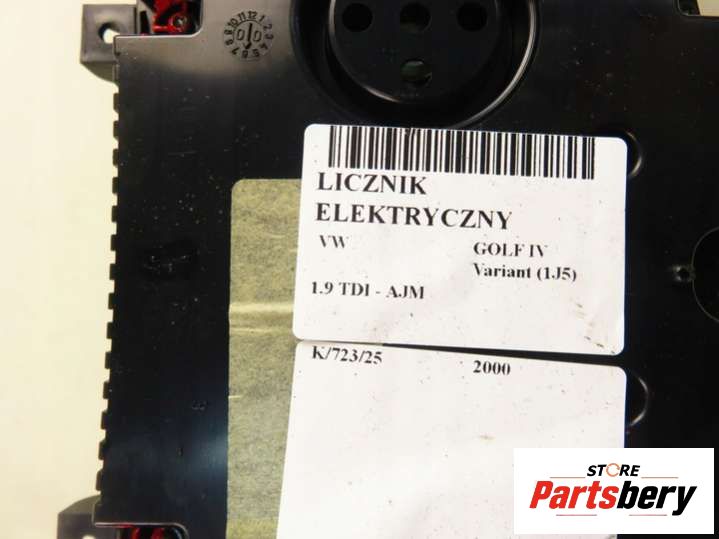 LICZNIK
ELEKTRYCZNY
VW GOLF IV
Variant (1J5)
1.9 TDI - AJM
K/723/25 2000
STORE
Partsbery